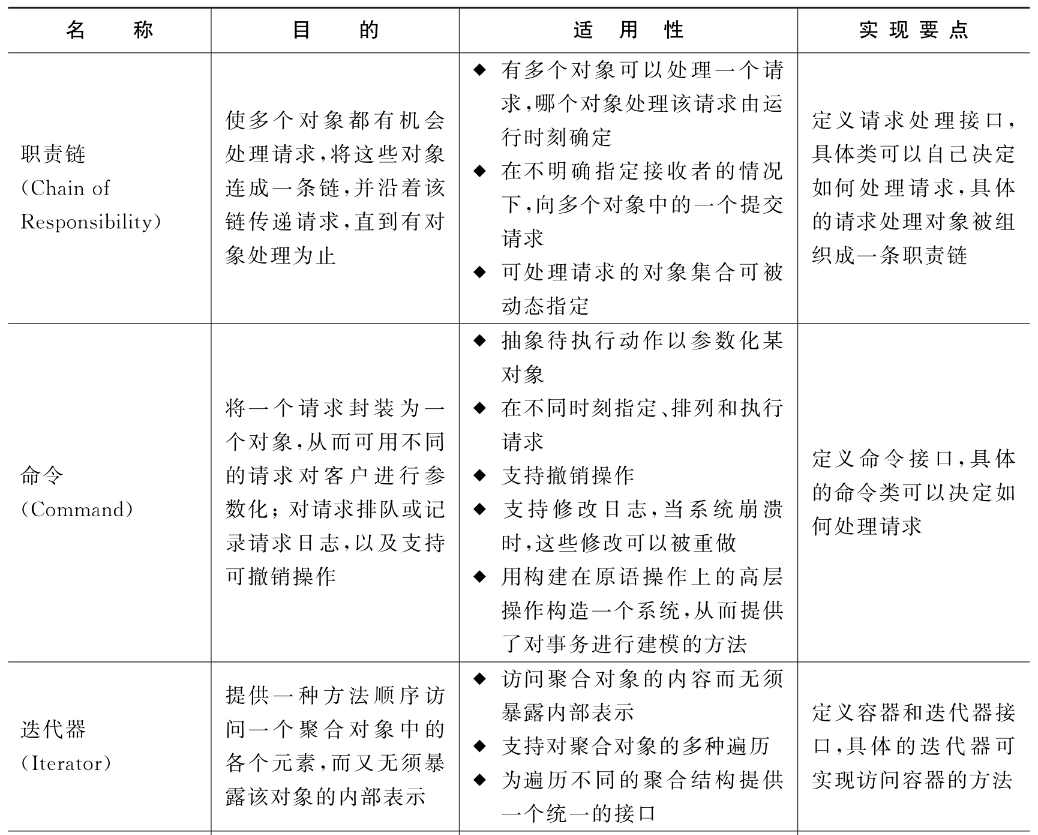 名 称 目 的 适 用 性 实 现 要 点
职责链
(Chain of
Responsibility)
使多个对象都有机会
处理请求,将这些对象
连成一条链,并沿着该
链传递请求,直到有对
象处理为止
◆ 有多个对象可以处理一个请
求,哪个对象处理该请求由运
行时刻确定
◆ 在不明确指定接收者的情况
下,向多个对象中的一个提交
请求
◆ 可处理请求的对象集合可被
动态指定
定义请求处理接口,
具体类可以自己决定
如何处理请求,具体
的请求处理对象被组
织成一条职责链
命令
(Command)
将一个请求封装为一
个对象,从而可用不同
的请求对客户进行参
数化; 对请求排队或记
录请求日志,以及支持
可撤销操作
◆ 抽象待执行动作以参数化某
对象
◆ 在不同时刻指定、排列和执行
请求
◆ 支持撤销操作
◆ 支持修改日志,当系统崩溃
时,这些修改可以被重做
◆ 用构建在原语操作上的高层
操作构造一个系统,从而提供
了对事务进行建模的方法
定义命令接口,具体
的命令类可以决定如
何处理请求
迭代器
(Iterator)
提供一种方法顺序访
问一个聚合对象中的
各个元素,而又无须暴
露该对象的内部表示
◆ 访问聚合对象的内容而无须
暴露内部表示
◆ 支持对聚合对象的多种遍历
◆ 为遍历不同的聚合结构提供
一个统一的接口
定义容器和迭代器接
口,具体的迭代器可
实现访问容器的方法